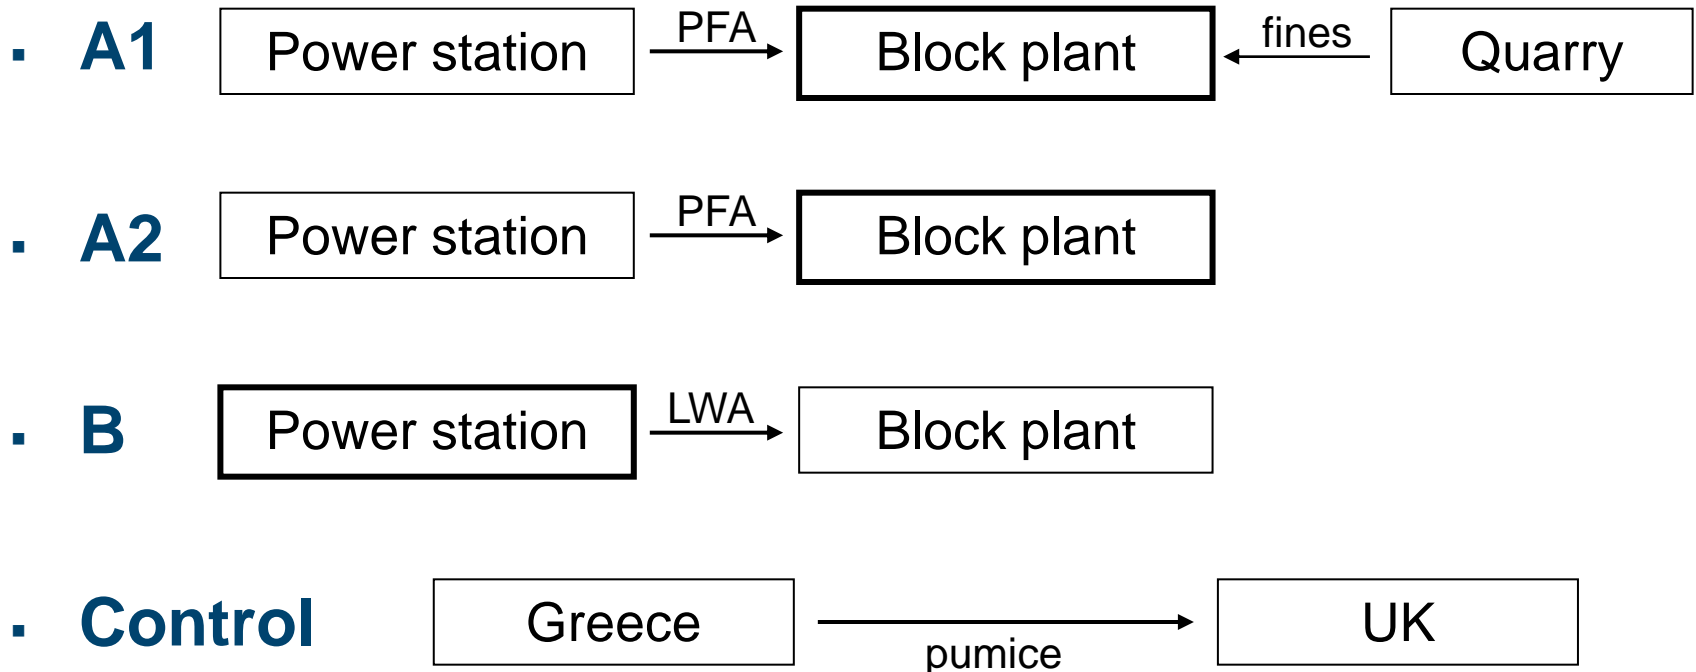 ▪ A1 Power station PFA Block plant fines Quarry
▪ A2 Power station PFA Block plant
▪ B Power station LWA Block plant
▪ Control Greece pumice UK